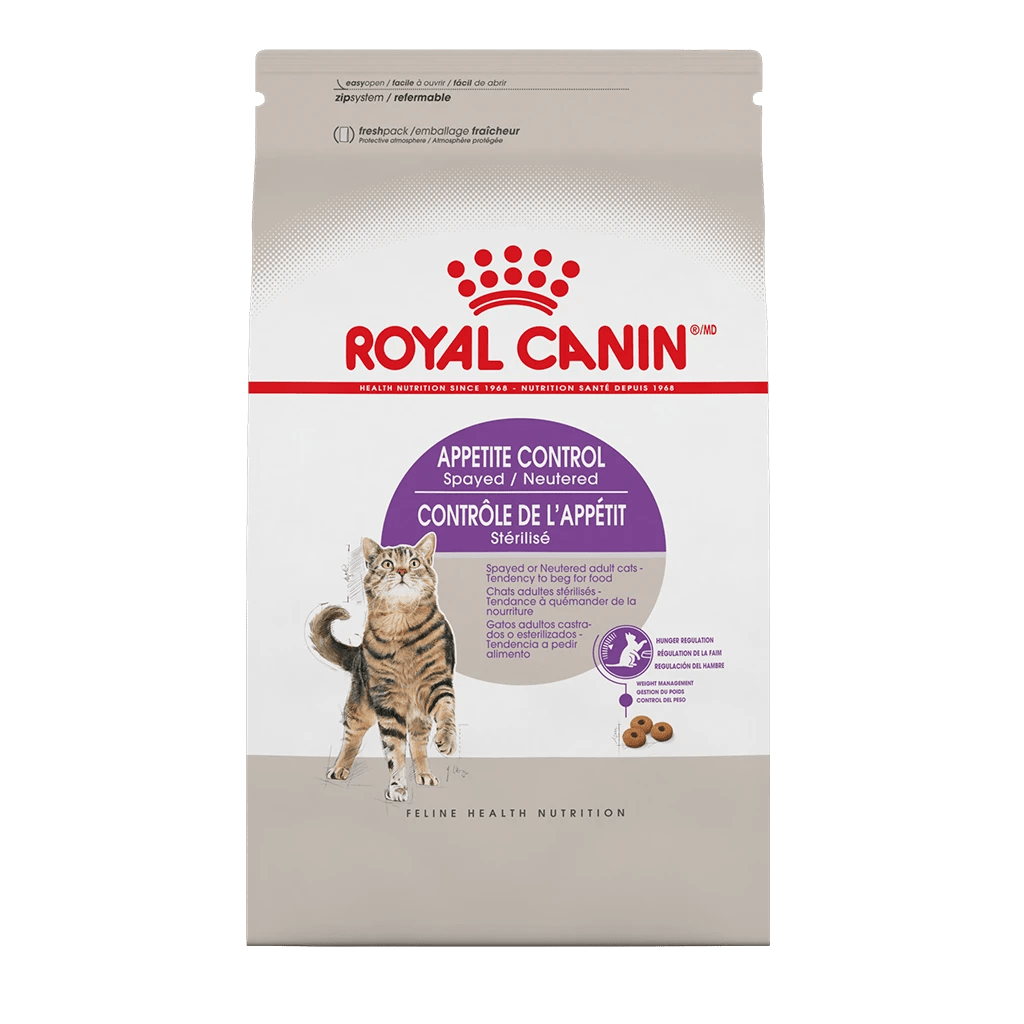 easyopen / facile à ouvrir / fácil de abrir
zipsystem / refermable
freshpack /emballage fraîcheur
Protective atmosphere / Atmosphère protégée
ROYAL CANIN ®/MD
HEALTH NUTRITION SINCE 1968 - NUTRITION SANTÉ DEPUIS 1968
APPETITE CONTROL
Spayed / Neutered
CONTRÔLE DE L'APPÉTIT
Stérilisé
Spayed or Neutered adult cats -
Tendency to beg for food
Chats adultes stérilisés -
Tendance à quémander de la
nourriture
Gatos adultos castra-
dos o esterilizados -
Tendencia a pedir
alimento
HUNGER REGULATION
RÉGULATION DE LA FAIM
REGULACIÓN DEL HAMBRE
WEIGHT MANAGEMENT
GESTION DU POIDS
CONTROL DEL PESO
FELINE HEALTH NUTRITION